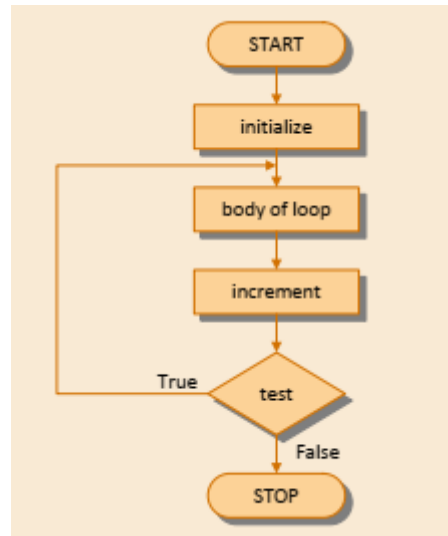 START
initialize
body of loop
increment
True
test
False
STOP